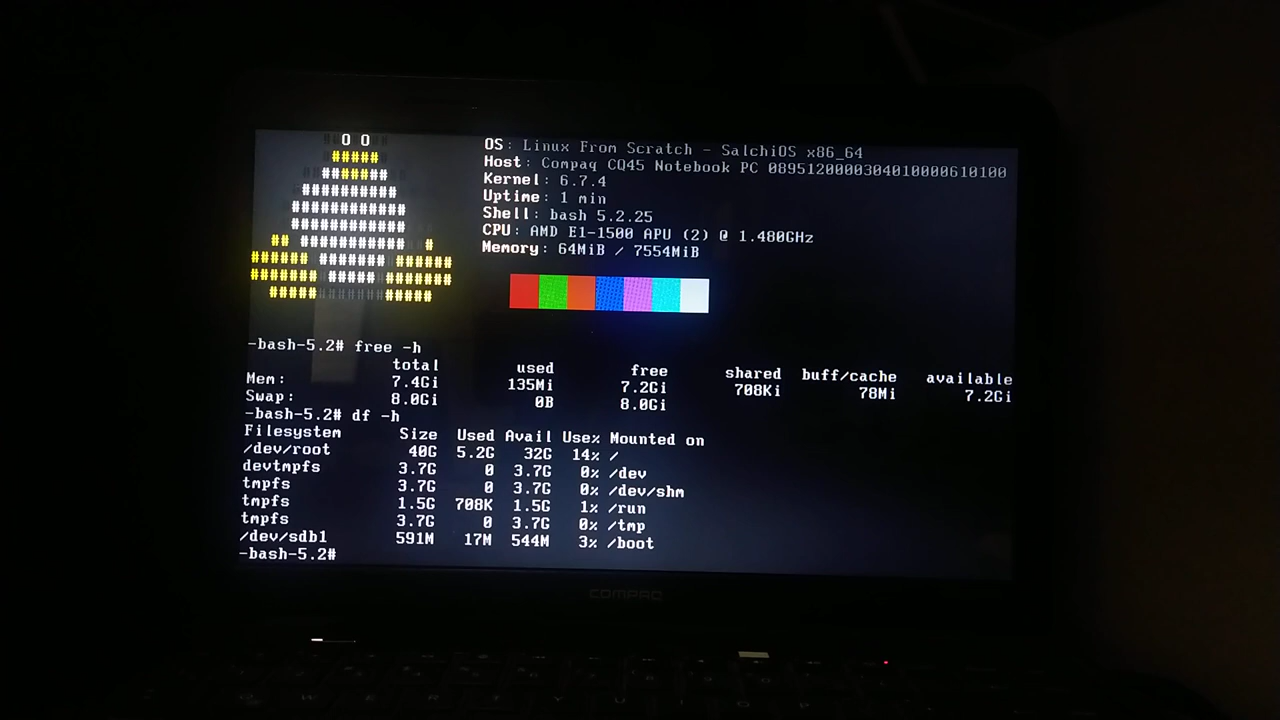 O O
#####
#######
##########
############
############
## ########### #
###### ####### ######
####### ##### #######
##### ####### #####
OS: Linux From Scratch - SalchiOS x86_64
Host: Compaq CQ45 Notebook PC 0895120000304010000610100
Kernel: 6.7.4
Uptime: 1 min
Shell: bash 5.2.25
CPU: AMD E1-1500 APU (2) @ 1.480GHz
Memory: 64MiB / 7554MiB
-bash-5.2# free -h
total used free shared buff/cache available
Mem: 7.4Gi 135Mi 7.2Gi 708Ki 78Mi 7.2Gi
Swap: 8.0Gi 0B 8.0Gi
-bash-5.2# df -h
Filesystem Size Used Avail Use% Mounted on
/dev/root 40G 5.2G 32G 14% /
devtmpfs 3.7G 0 3.7G 0% /dev
tmpfs 3.7G 0 3.7G 0% /dev/shm
tmpfs 1.5G 708K 1.5G 1% /run
tmpfs 3.7G 0 3.7G 0% /tmp
/dev/sdb1 591M 17M 544M 3% /boot
-bash-5.2#
COMPAQ